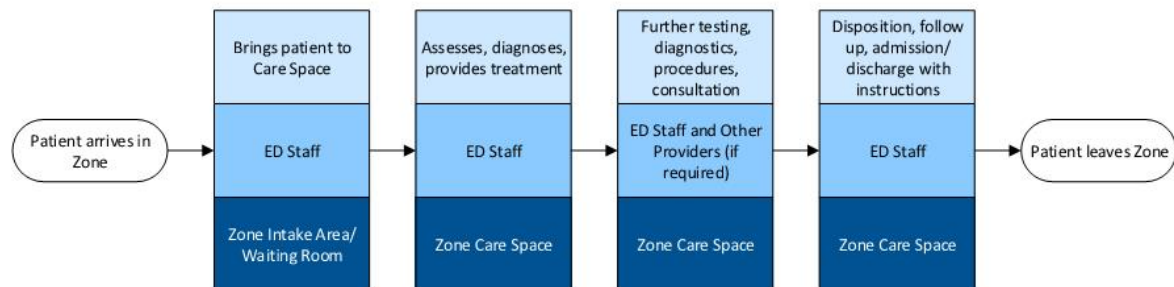 Patient arrives in
Zone
Brings patient to
Care Space
ED Staff
Zone Intake Area/
Waiting Room
Assesses, diagnoses,
provides treatment
ED Staff
Zone Care Space
Further testing,
diagnostics,
procedures,
consultation
ED Staff and Other
Providers (if
required)
Zone Care Space
Disposition, follow
up, admission/
discharge with
instructions
ED Staff
Zone Care Space
Patient leaves Zone